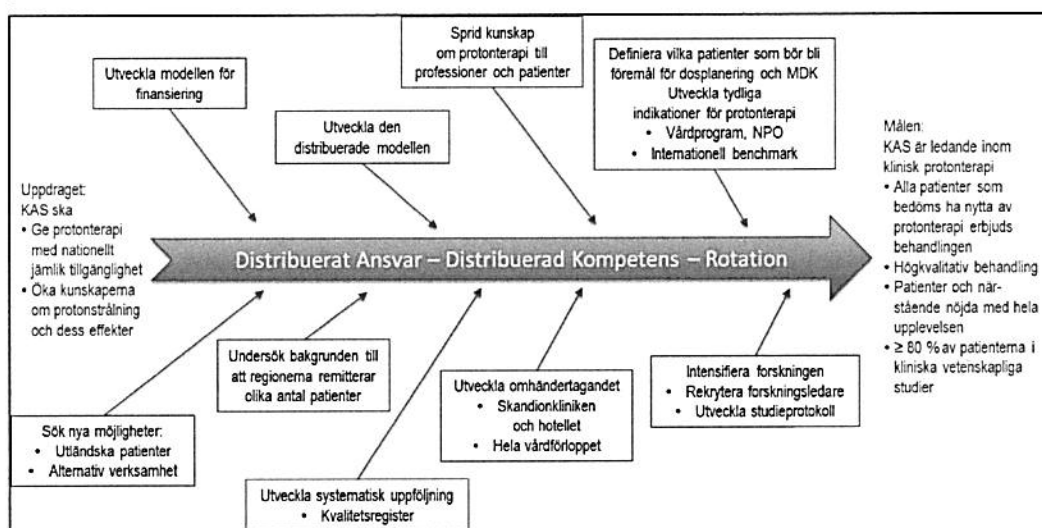 Sprid kunskap
om protonterapi till
professioner och patienter
Definiera vilka patienter som bör bli
föremål för dosplanering och MDK
Utveckla tydliga
indikationer för protonterapi
• Vårdprogram, NPO
• Internationell benchmark
Utveckla modellen för
finansiering
Utveckla den
distribuerade modellen
Uppdraget:
KAS ska
• Ge protonterapi
med nationellt
jämlik tillgänglighet
• Öka kunskaperna
om protonstrålning
och dess effekter
Distribuerat Ansvar – Distribuerad Kompetens – Rotation
Målen:
KAS är ledande inom
klinisk protonterapi
• Alla patienter som
bedöms ha nytta av
protonterapi erbjuds
behandlingen
• Högkvalitativ behandling
• Patienter och när-
stående nöjda med hela
upplevelsen
• ≥ 80 % av patienterna i
kliniska vetenskapliga
studier
Sök nya möjligheter:
• Utländska patienter
• Alternativ verksamhet
Undersök bakgrunden till
att regionerna remitterar
olika antal patienter
Utveckla systematisk uppföljning
• Kvalitetsregister
Utveckla omhändertagandet
• Skandionkliniken
och hotellet
• Hela vårdförloppet
Intensifiera forskningen
• Rekrytera forskningsledare
• Utveckla studieprotokoll